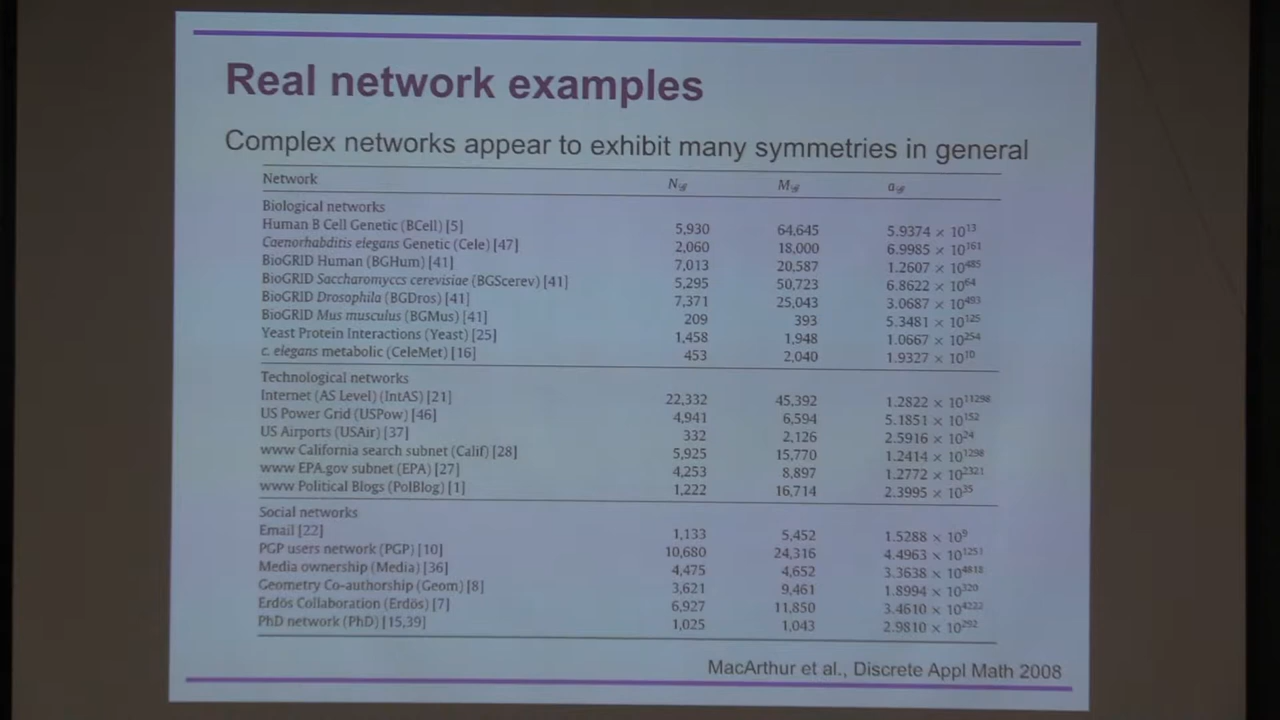 Real network examples
Complex networks appear to exhibit many symmetries in general
Network N𝒢 M𝒢 a𝒢
Biological networks
Human B Cell Genetic (BCell) [5] 5,930 64,645 5.9374 × 10^13
Caenorhabditis elegans Genetic (Cele) [47] 2,060 18,000 6.9985 × 10^161
BioGRID Human (BGHum) [41] 7,013 20,587 1.2607 × 10^485
BioGRID Saccharomyccs cerevisiae (BGScerev) [41] 5,295 50,723 6.8622 × 10^64
BioGRID Drosophila (BGDros) [41] 7,371 25,043 3.0687 × 10^493
BioGRID Mus musculus (BGMus) [41] 209 393 5.3481 × 10^125
Yeast Protein Interactions (Yeast) [25] 1,458 1,948 1.0667 × 10^254
c. elegans metabolic (CeleMet) [16] 453 2,040 1.9327 × 10^10
Technological networks
Internet (AS Level) (IntAS) [21] 22,332 45,392 1.2822 × 10^11298
US Power Grid (USPow) [46] 4,941 6,594 5.1851 × 10^152
US Airports (USAir) [37] 332 2,126 2.5916 × 10^24
www California search subnet (Calif) [28] 5,925 15,770 1.2414 × 10^1298
www EPA.gov subnet (EPA) [27] 4,253 8,897 1.2772 × 10^2321
www Political Blogs (PolBlog) [1] 1,222 16,714 2.3995 × 10^35
Social networks
Email [22] 1,133 5,452 1.5288 × 10^9
PGP users network (PGP) [10] 10,680 24,316 4.4963 × 10^1251
Media ownership (Media) [36] 4,475 4,652 3.3638 × 10^4818
Geometry Co-authorship (Geom) [8] 3,621 9,461 1.8994 × 10^320
Erdös Collaboration (Erdös) [7] 6,927 11,850 3.4610 × 10^4222
PhD network (PhD) [15,39] 1,025 1,043 2.9810 × 10^292
MacArthur et al., Discrete Appl Math 2008